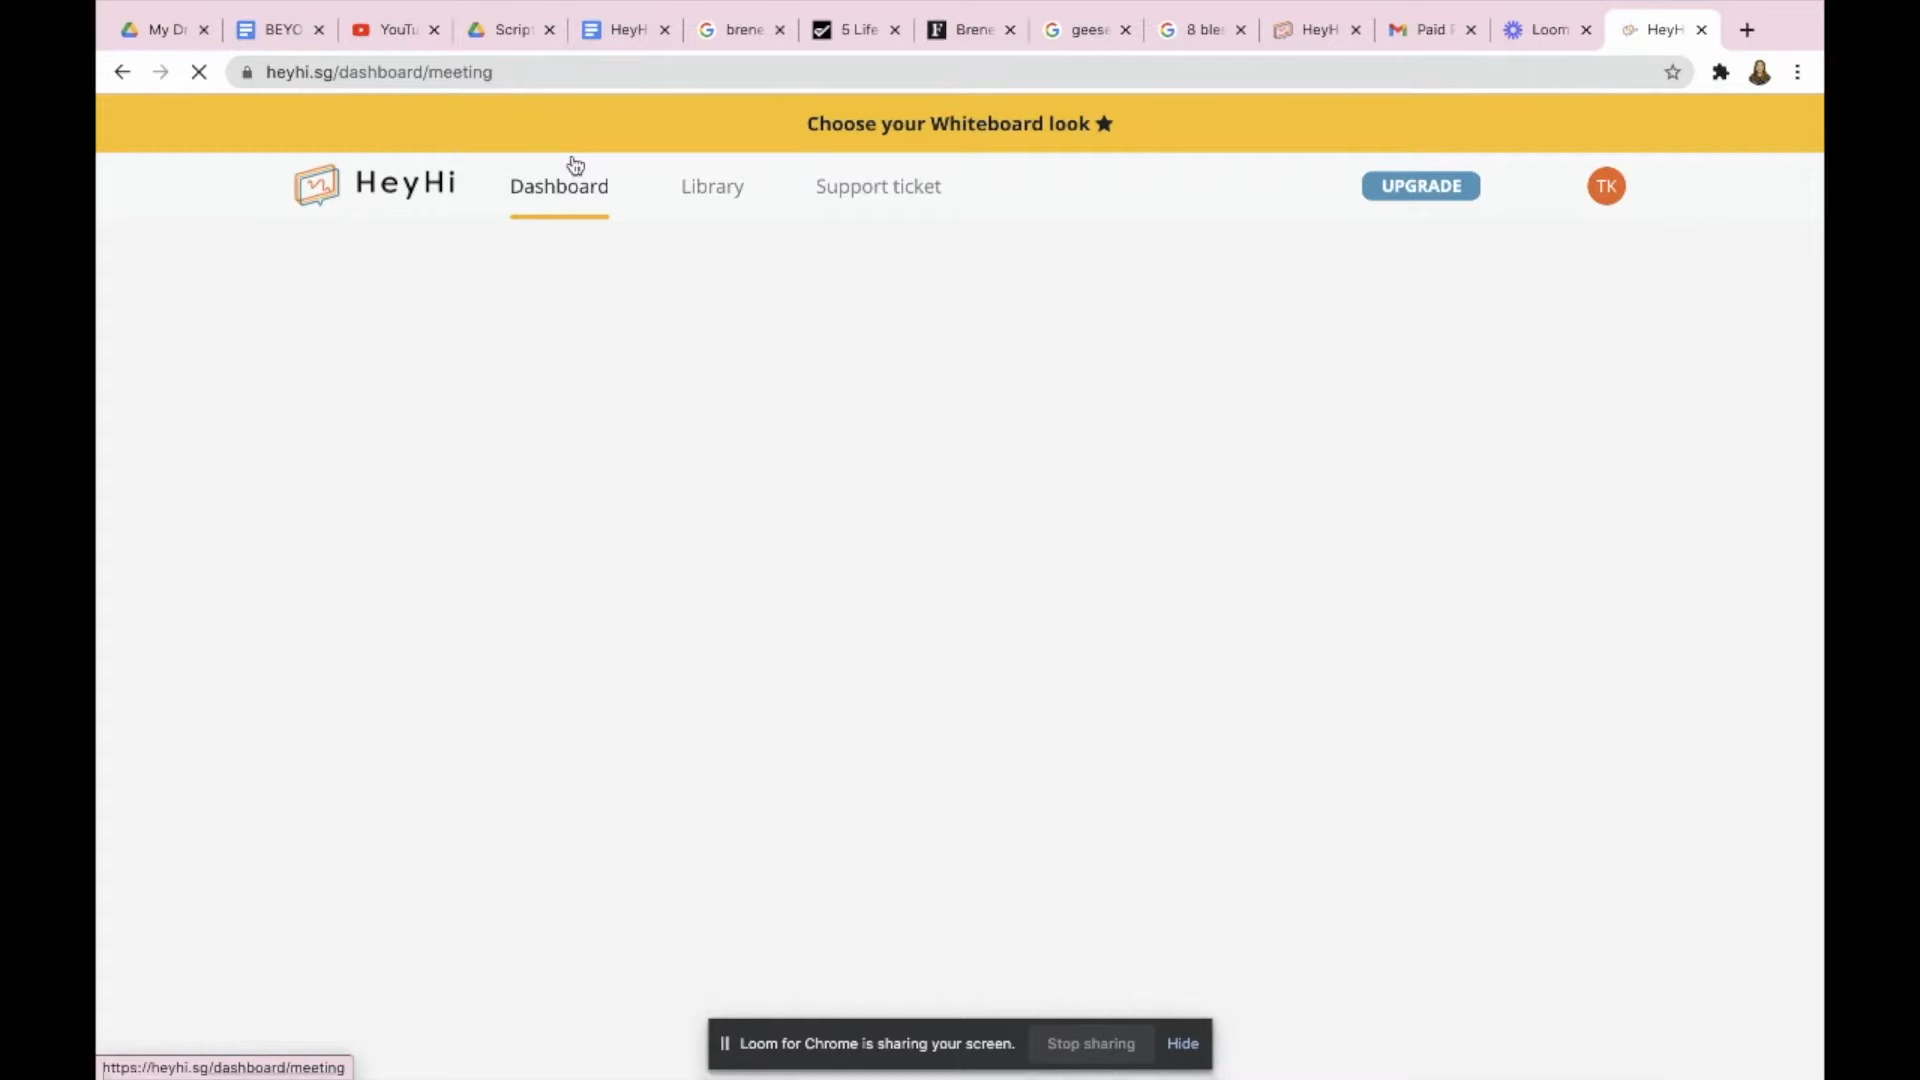 My Dr
BEYO
YouTu
Script
HeyH
brene
5 Life
Brene
geese
8 bles
HeyH
Paid P
Loom
HeyH
heyhi.sg/dashboard/meeting
Choose your Whiteboard look ★
HeyHi
Dashboard
Library
Support ticket
UPGRADE
TK
Loom for Chrome is sharing your screen.
Stop sharing
Hide
https://heyhi.sg/dashboard/meeting